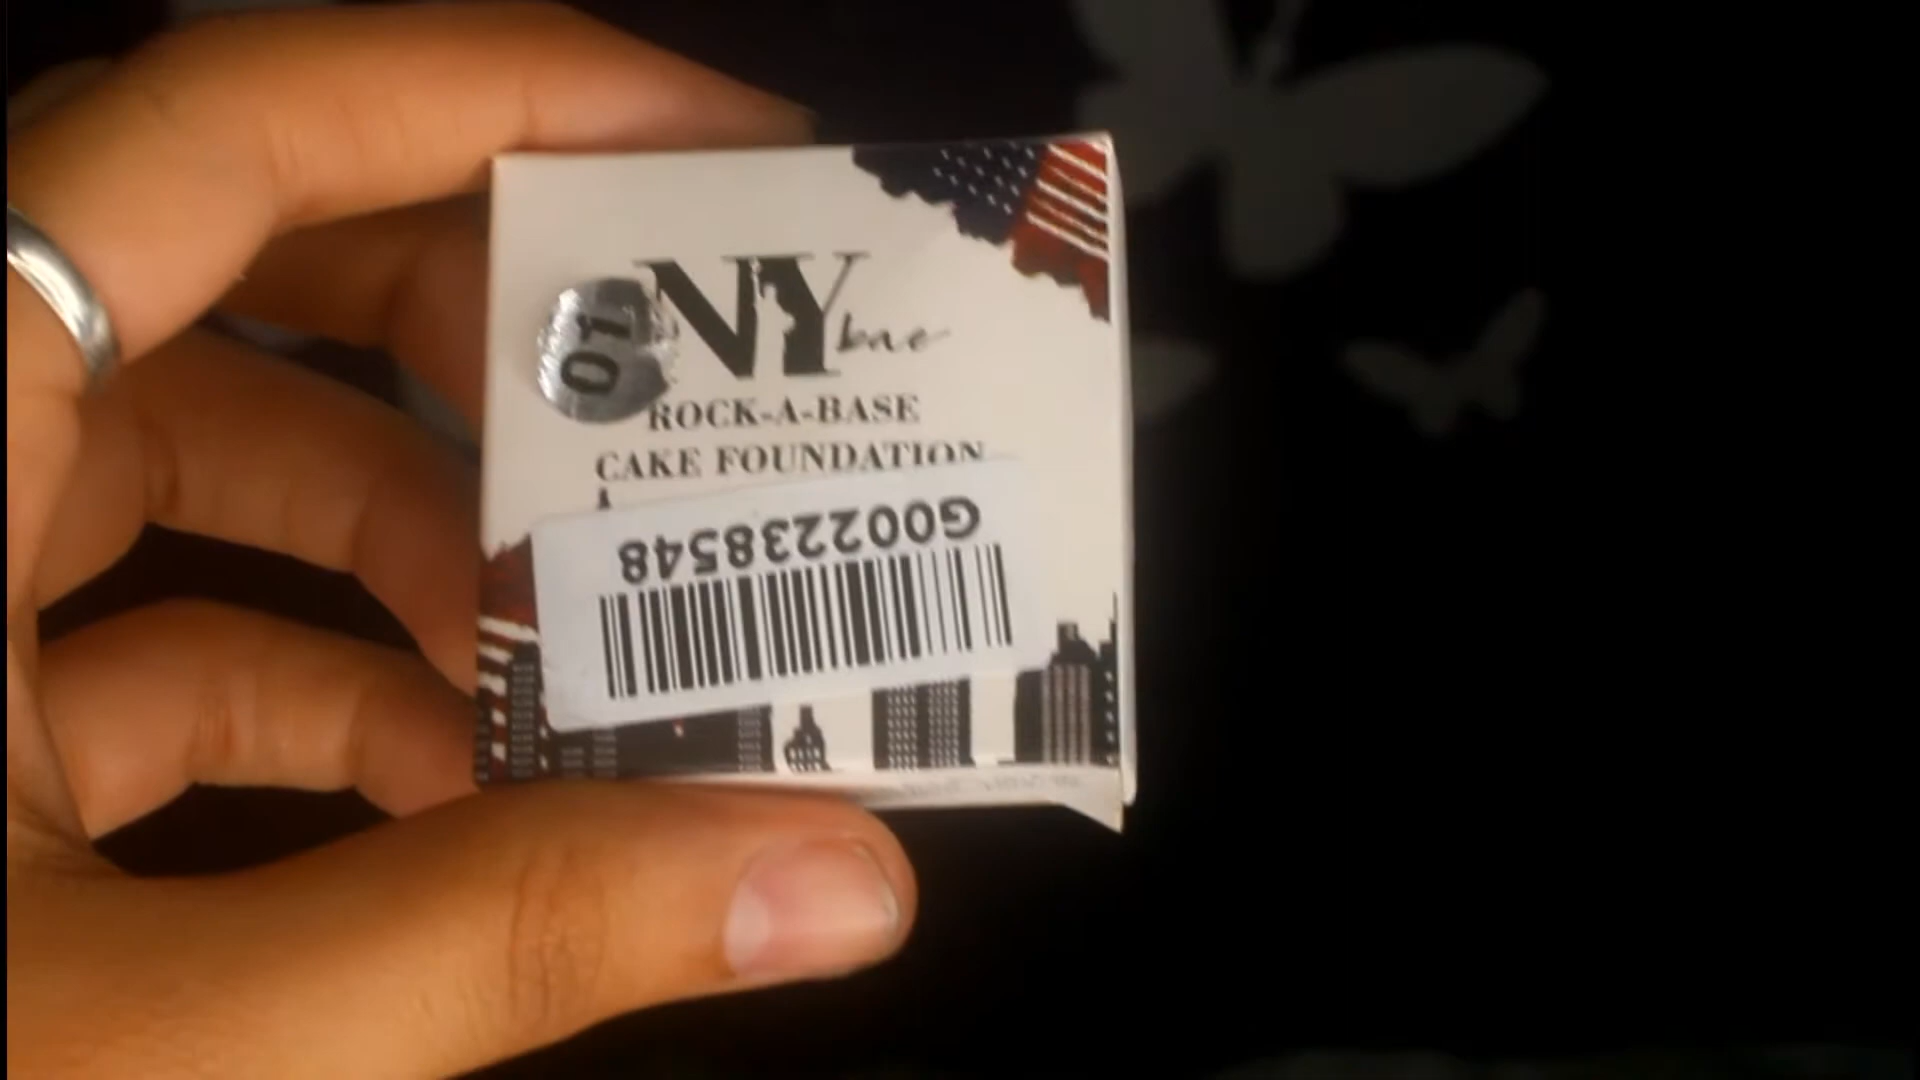 01
NY bae
ROCK-A-BASE
CAKE FOUNDATION
G002238548